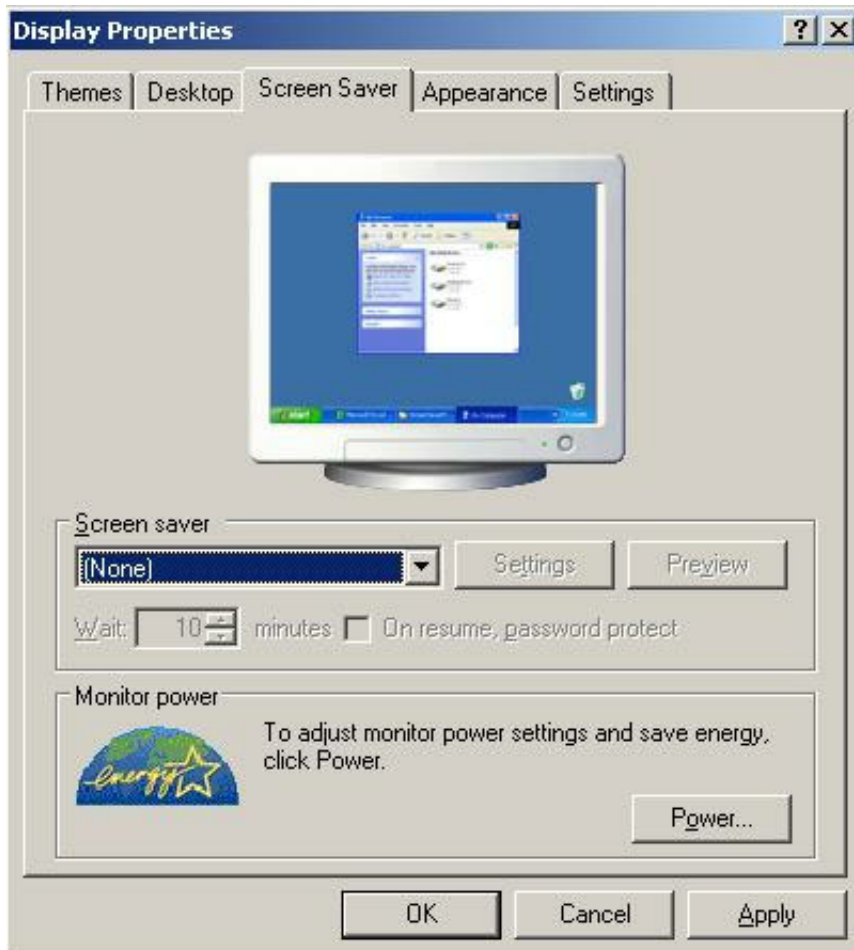 Display Properties
Themes Desktop Screen Saver Appearance Settings
start
Screen saver
(None) Settings Preview
Wait: 10 minutes On resume, password protect
Monitor power
energy
To adjust monitor power settings and save energy,
click Power.
Power...
OK Cancel Apply